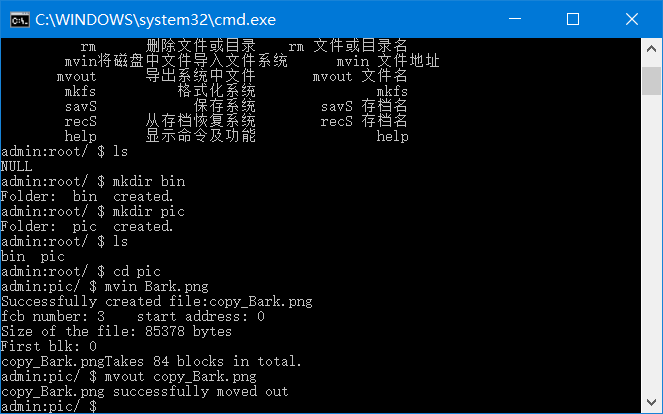 C:\WINDOWS\system32\cmd.exe
rm 删除文件或目录 rm 文件或目录名
mvin将磁盘中文件导入文件系统 mvin 文件地址
mvout 导出系统中文件 mvout 文件名
mkfs 格式化系统 mkfs
savS 保存系统 savS 存档名
recS 从存档恢复系统 recS 存档名
help 显示命令及功能 help
admin:root/ $ ls
NULL
admin:root/ $ mkdir bin
Folder:  bin  created.
admin:root/ $ mkdir pic
Folder:  pic  created.
admin:root/ $ ls
bin  pic
admin:root/ $ cd pic
admin:pic/ $ mvin Bark.png
Successfully created file:copy_Bark.png
fcb number: 3    start address: 0
Size of the file: 85378 bytes
First blk: 0
copy_Bark.pngTakes 84 blocks in total.
admin:pic/ $ mvout copy_Bark.png
copy_Bark.png successfully moved out
admin:pic/ $